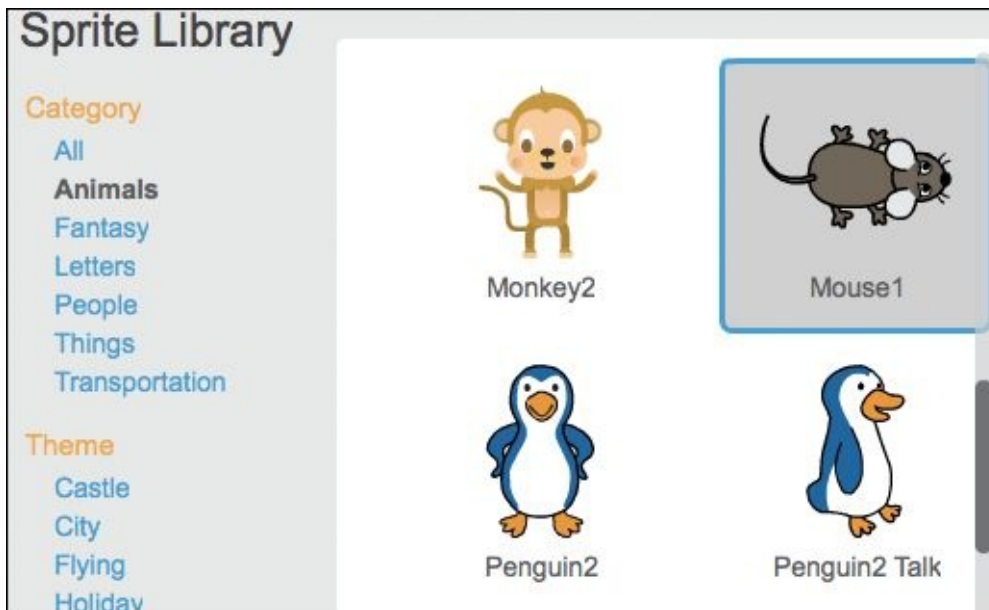 Sprite Library
Category
All
Animals
Fantasy
Letters
People
Things
Transportation
Theme
Castle
City
Flying
Holiday
Monkey2
Mouse1
Penguin2
Penguin2 Talk